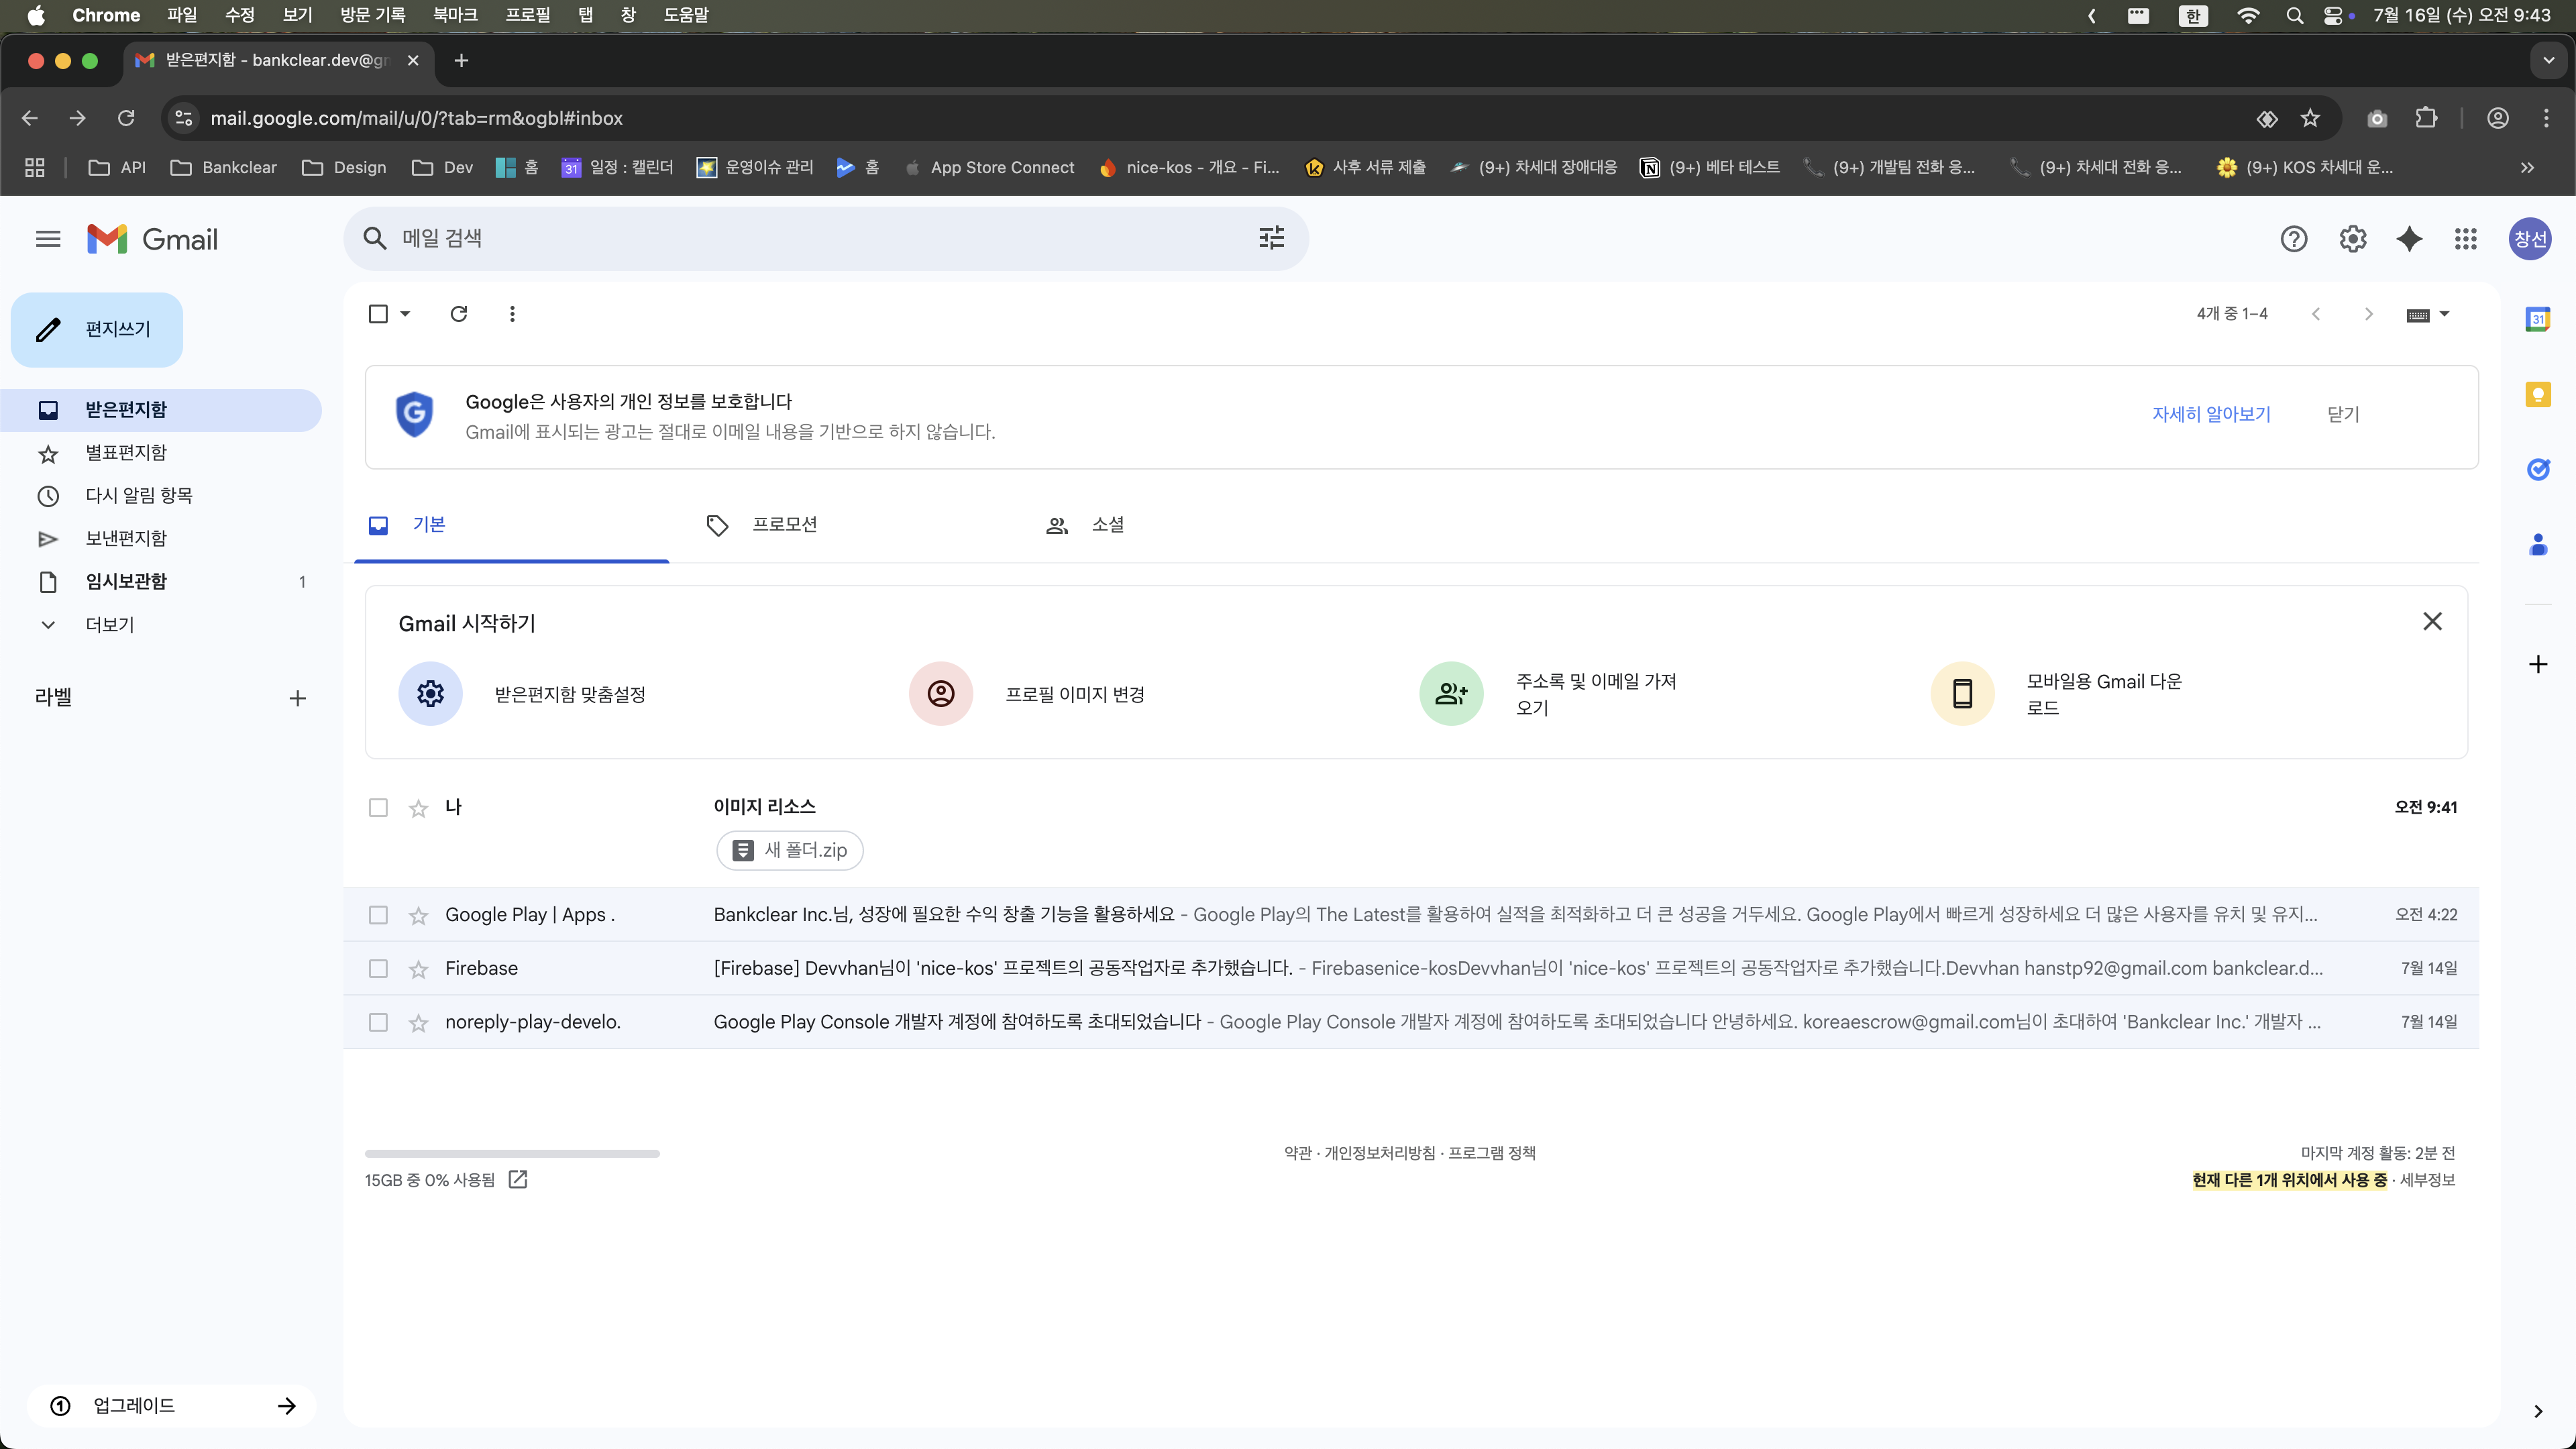 Chrome 파일 수정 보기 방문 기록 북마크 프로필 탭 창 도움말 한 7월 16일 (수) 오전 9:43
받은편지함 - bankclear.dev@gm
mail.google.com/mail/u/0/?tab=rm&ogbl#inbox
API Bankclear Design Dev 홈 31 일정 : 캘린더 운영이슈 관리 홈 App Store Connect nice-kos - 개요 - Fi... 사후 서류 제출 (9+) 차세대 장애대응 (9+) 베타 테스트 (9+) 개발팀 전화 응... (9+) 차세대 전화 응... (9+) KOS 차세대 운...
Gmail 메일 검색 창선
편지쓰기
4개 중 1–4
31
Google은 사용자의 개인 정보를 보호합니다
Gmail에 표시되는 광고는 절대로 이메일 내용을 기반으로 하지 않습니다.
자세히 알아보기 닫기
받은편지함
별표편지함
다시 알림 항목
보낸편지함
임시보관함 1
더보기
라벨
기본 프로모션 소셜
Gmail 시작하기
받은편지함 맞춤설정
프로필 이미지 변경
주소록 및 이메일 가져
오기
모바일용 Gmail 다운
로드
나 이미지 리소스 오전 9:41
새 폴더.zip
Google Play | Apps . Bankclear Inc.님, 성장에 필요한 수익 창출 기능을 활용하세요 - Google Play의 The Latest를 활용하여 실적을 최적화하고 더 큰 성공을 거두세요. Google Play에서 빠르게 성장하세요 더 많은 사용자를 유치 및 유지... 오전 4:22
Firebase [Firebase] Devvhan님이 'nice-kos' 프로젝트의 공동작업자로 추가했습니다. - Firebasenice-kosDevvhan님이 'nice-kos' 프로젝트의 공동작업자로 추가했습니다.Devvhan hanstp92@gmail.com bankclear.d... 7월 14일
noreply-play-develo. Google Play Console 개발자 계정에 참여하도록 초대되었습니다 - Google Play Console 개발자 계정에 참여하도록 초대되었습니다 안녕하세요. koreaescrow@gmail.com님이 초대하여 'Bankclear Inc.' 개발자 ... 7월 14일
15GB 중 0% 사용됨
약관 · 개인정보처리방침 · 프로그램 정책
마지막 계정 활동: 2분 전
현재 다른 1개 위치에서 사용 중 · 세부정보
업그레이드